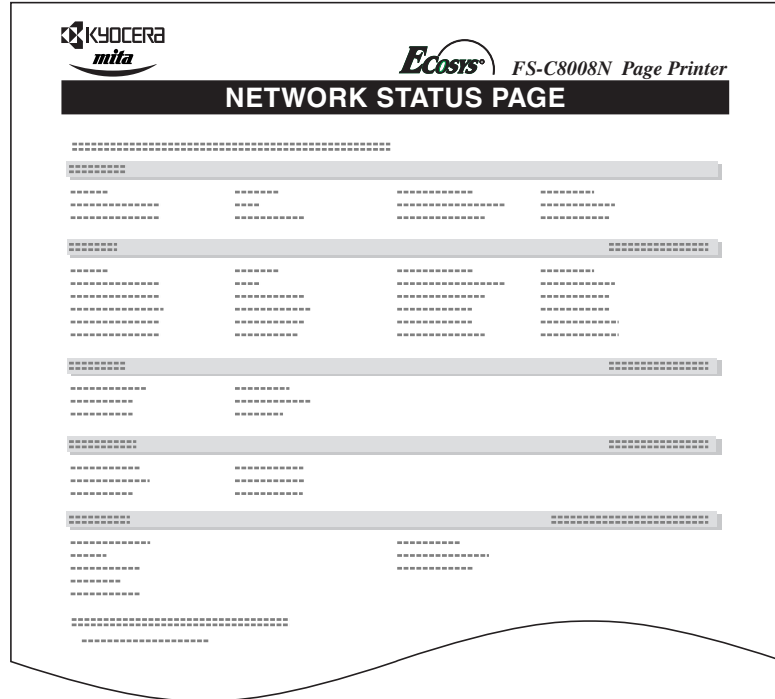 KYOCERA
mita
Ecosys® FS-C8008N Page Printer
NETWORK STATUS PAGE